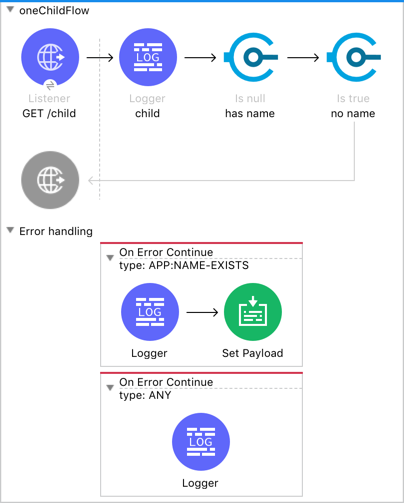 oneChildFlow
LOG
Listener
Logger
Is null
Is true
GET /child
child
has name
no name
Error handling
On Error Continue
type: APP:NAME-EXISTS
LOG
Logger
Set Payload
On Error Continue
type: ANY
LOG
Logger